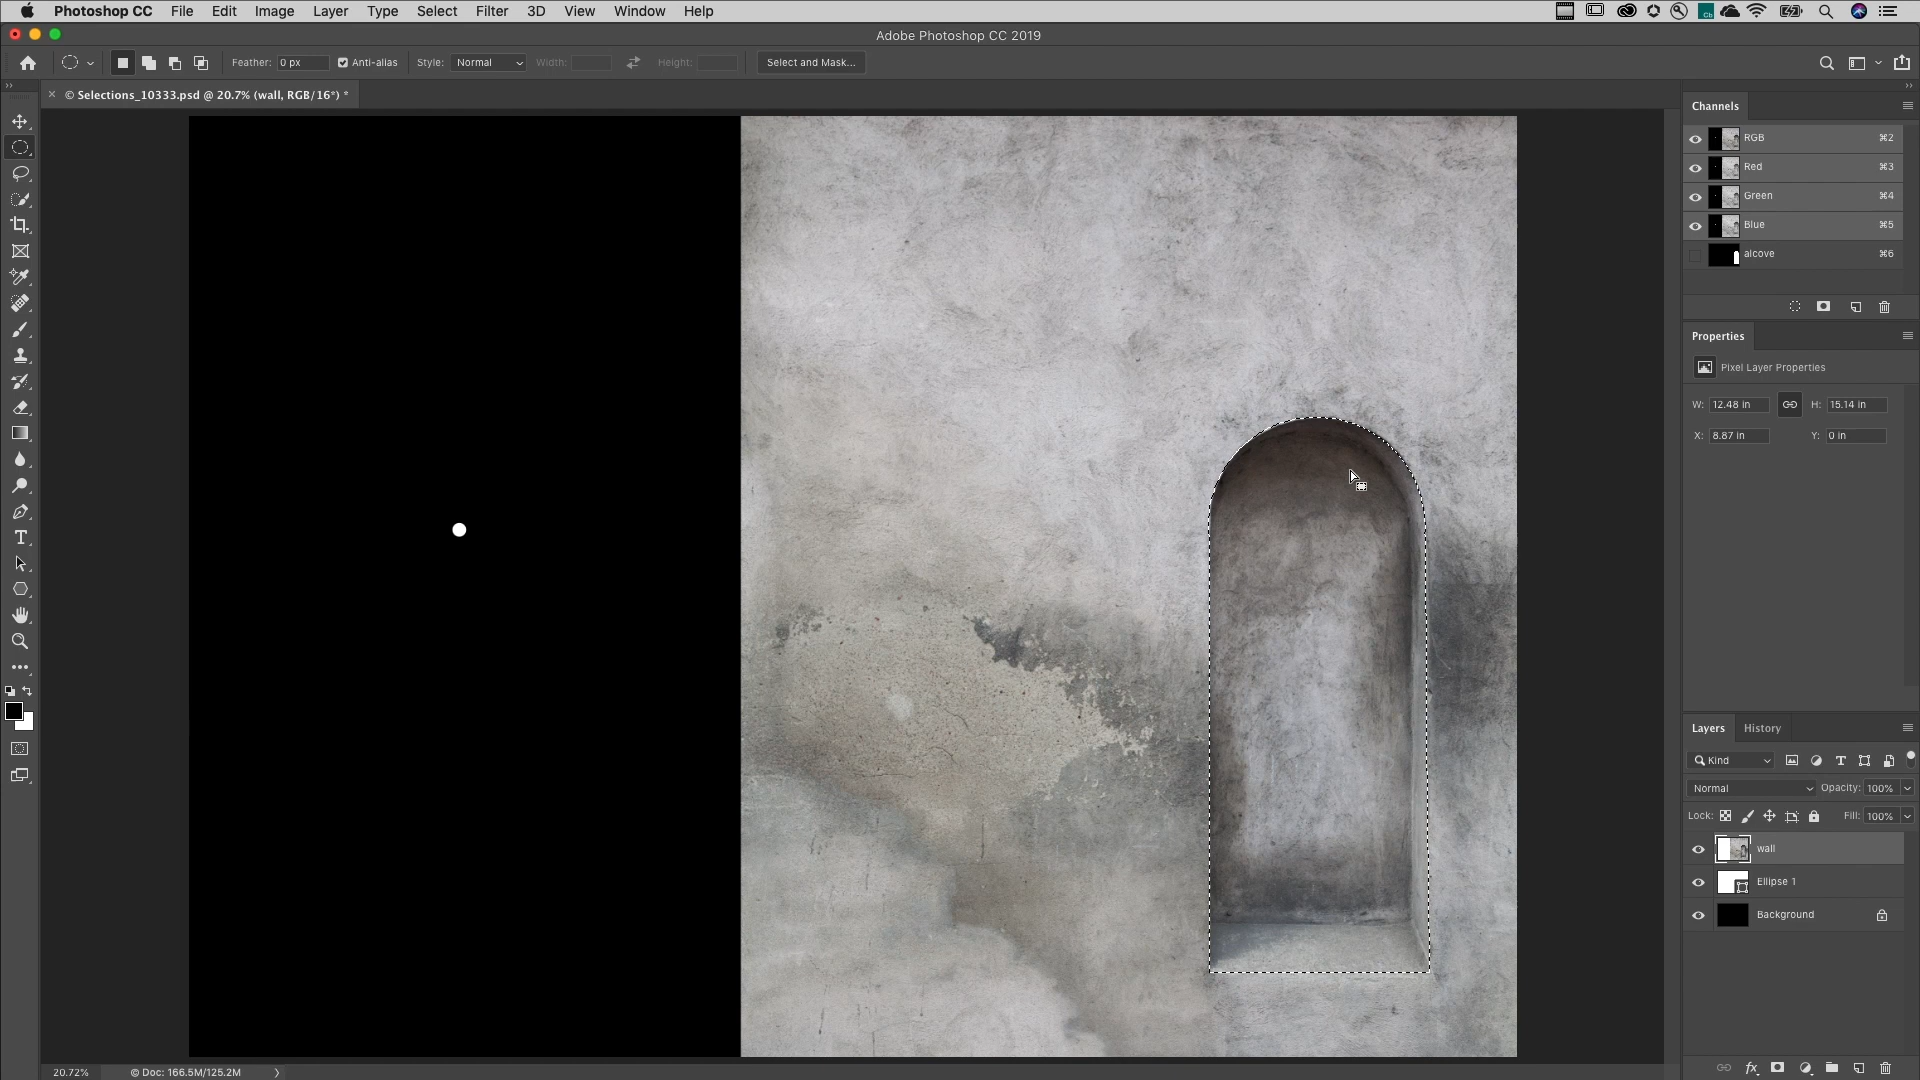 Photoshop CC File Edit Image Layer Type Select Filter 3D View Window Help
Adobe Photoshop CC 2019
Feather: 0 px Anti-alias Style: Normal Width: Height: Select and Mask...
© Selections_10333.psd @ 20.7% (wall, RGB/16*) *
Channels
RGB ⌘2
Red ⌘3
Green ⌘4
Blue ⌘5
alcove ⌘6
Properties
Pixel Layer Properties
W: 12.48 in H: 15.14 in
X: 8.87 in Y: 0 in
Layers History
Kind
Normal Opacity: 100%
Lock: Fill: 100%
wall
Ellipse 1
Background
fx
20.72% © Doc: 166.5M/125.2M